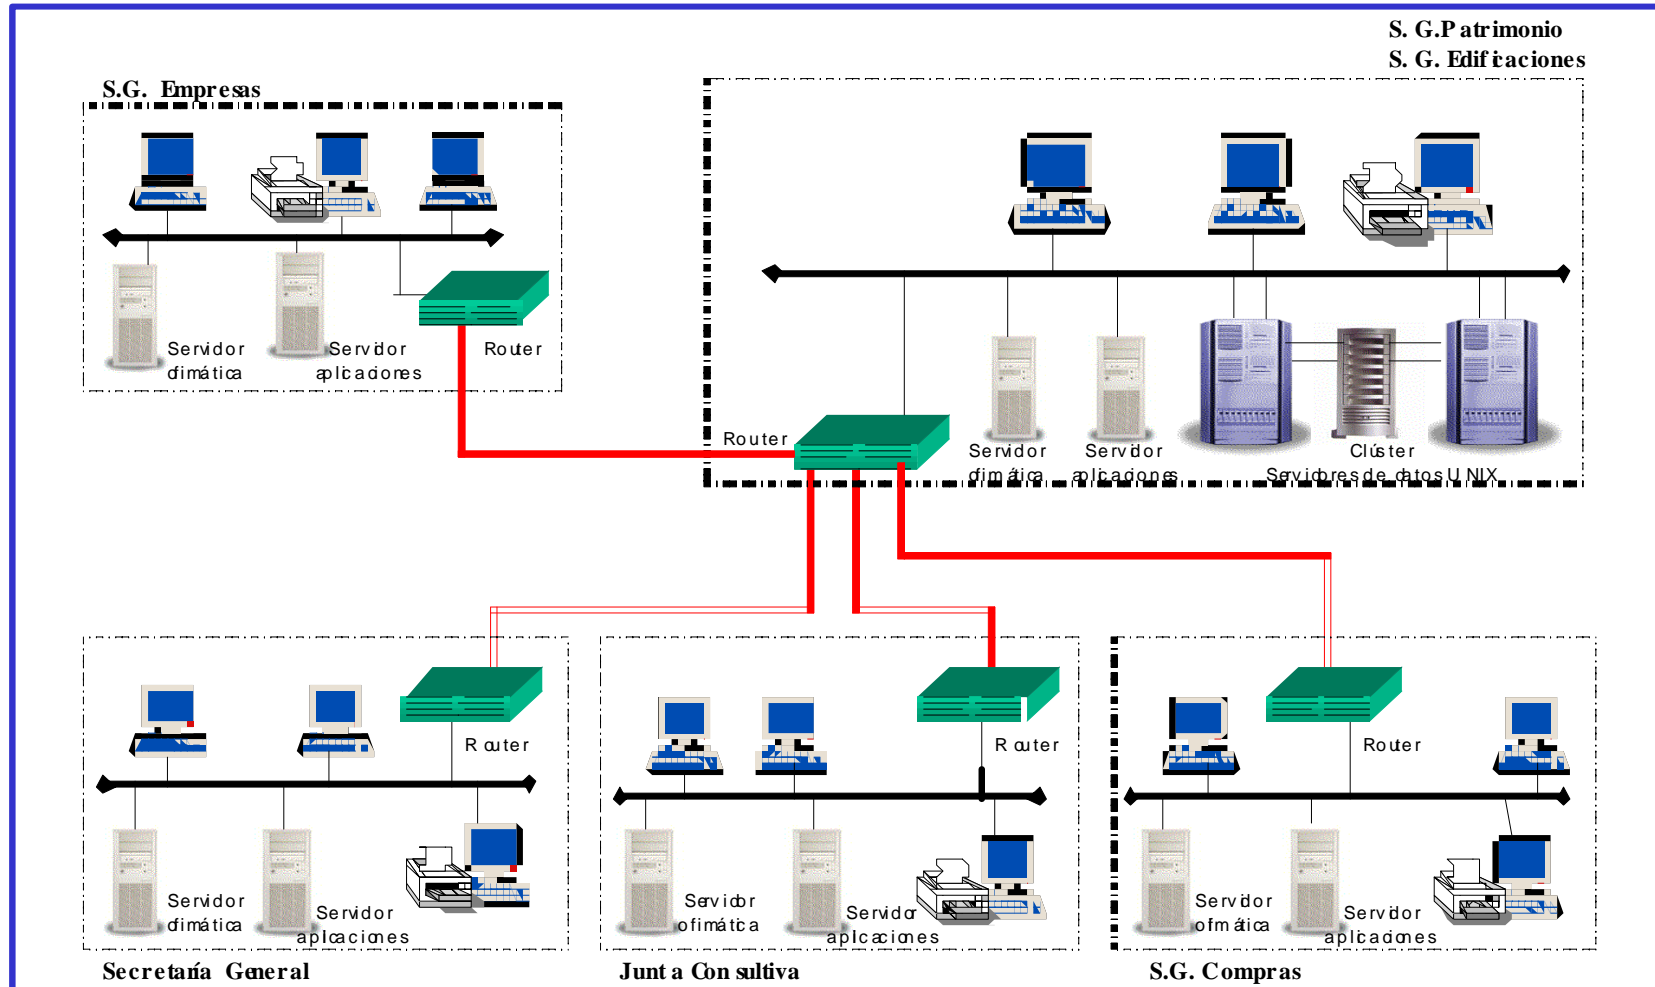 S. G. Patrimonio
S. G. Edificaciones
S.G. Empresas
Servidor
ofimática
Servidor
aplicaciones
Router
Router
Servidor
ofimática
Servidor
aplicaciones
Clúster
Servidores de datos UNIX
Router
Servidor
ofimática
Servidor
aplicaciones
Secretaría General
Router
Servidor
ofimática
Servidor
aplicaciones
Junta Consultiva
Router
Servidor
ofimática
Servidor
aplicaciones
S.G. Compras